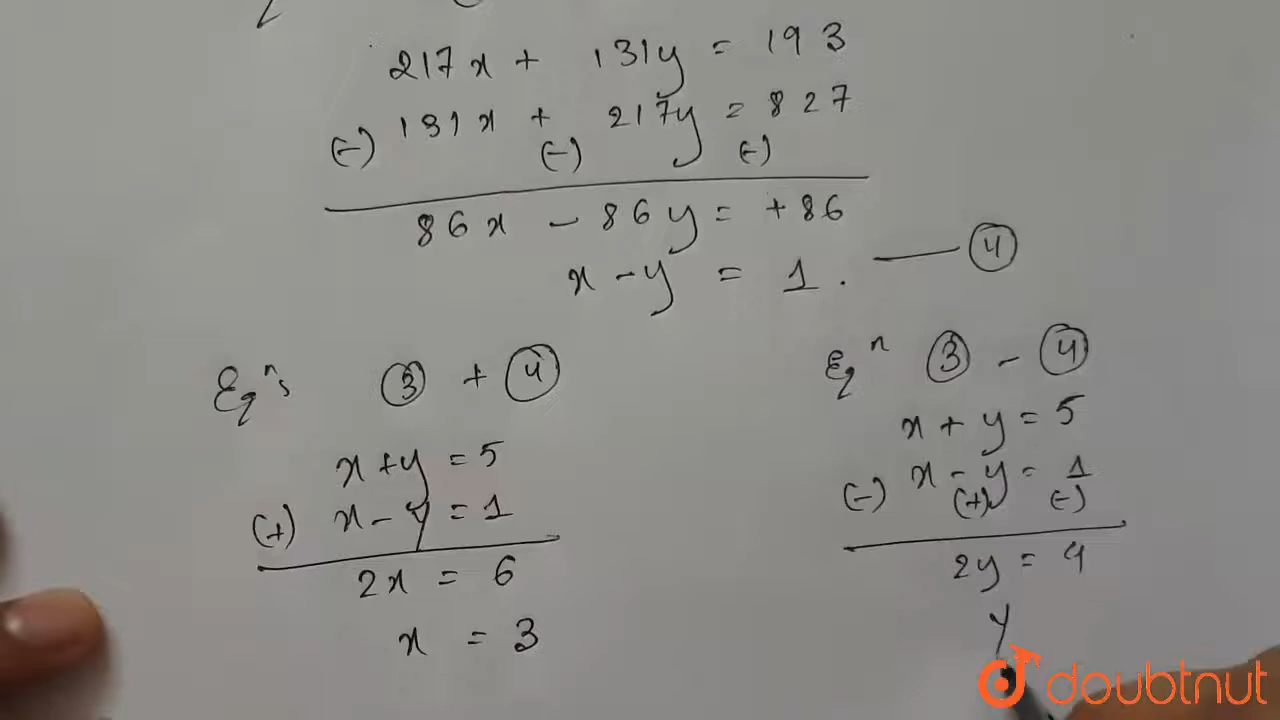 217x + 131y = 193
(-) 131x + 217y = 827
(-) (-)
86x - 86y = +86
x - y = 1. — ④
Eqⁿs ③ + ④
x + y = 5
(+) x - y = 1
2x = 6
x = 3
Eqⁿ ③ - ④
x + y = 5
(-) x - y = 1
(+) (-)
2y = 4
y
doubtnut